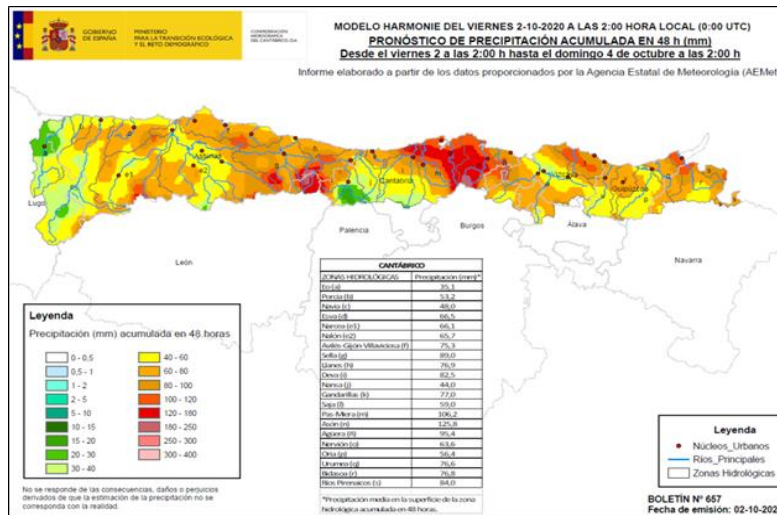 GOBIERNO
DE ESPAÑA
MINISTERIO
PARA LA TRANSICIÓN ECOLÓGICA
Y EL RETO DEMOGRÁFICO
CONFEDERACIÓN
HIDROGRÁFICA
DEL CANTÁBRICO, O.A.
MODELO HARMONIE DEL VIERNES 2-10-2020 A LAS 2:00 HORA LOCAL (0:00 UTC)
PRONÓSTICO DE PRECIPITACIÓN ACUMULADA EN 48 h (mm)
Desde el viernes 2 a las 2:00 h hasta el domingo 4 de octubre a las 2:00 h
Informe elaborado a partir de los datos proporcionados por la Agencia Estatal de Meteorología (AEMet
Lugo
Asturias
e1
e2
León
Palencia
Cantabria
Burgos
Vizcaya
Álava
Guipúzcoa
Navarra
CANTÁBRICO
ZONAS HIDROLÓGICAS Precipitación (mm)*
Eo (a) 35,1
Porcía (b) 53,2
Navia (c) 48,0
Esva (d) 66,5
Narcea (e1) 66,1
Nalón (e2) 65,7
Avilés-Gijón-Villaviciosa (f) 75,3
Sella (g) 89,0
Llanes (h) 76,9
Deva (i) 82,5
Nansa (j) 44,0
Gandarillas (k) 77,0
Saja (l) 59,0
Pas-Miera (m) 106,2
Asón (n) 125,8
Agüera (ñ) 95,4
Nervión (o) 63,6
Oria (p) 56,4
Urumea (q) 76,6
Bidasoa (r) 76,8
Ríos Pirenaicos (s) 84,0
*Precipitación media en la superficie de la zona
hidrológica acumulada en 48 horas.
Leyenda
Precipitación (mm) acumulada en 48 horas
0 - 0,5
0,5 - 1
1 - 2
2 - 5
5 - 10
10 - 15
15 - 20
20 - 30
30 - 40
40 - 60
60 - 80
80 - 100
100 - 120
120 - 180
180 - 250
250 - 300
300 - 400
No se responde de las consecuencias, daños o perjuicios
derivados de que la estimación de la precipitación no se
corresponda con la realidad.
Leyenda
Núcleos_Urbanos
Ríos_Principales
Zonas Hidrológicas
BOLETÍN Nº 657
Fecha de emisión: 02-10-202